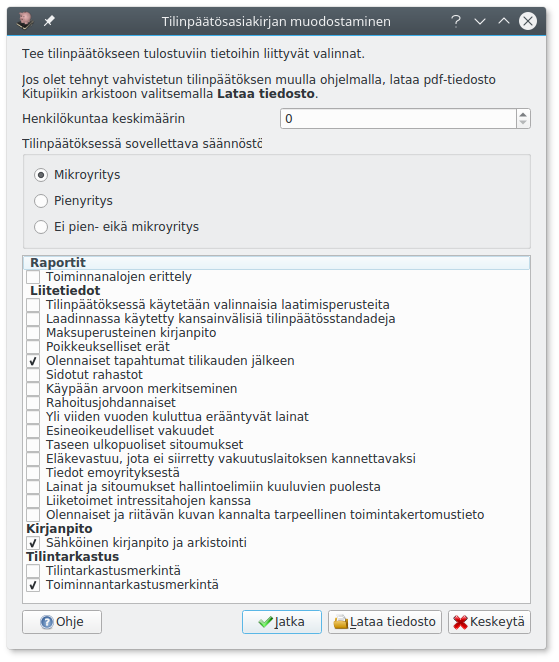 Tilinpäätösasiakirjan muodostaminen
Tee tilinpäätökseen tulostuviin tietoihin liittyvät valinnat.
Jos olet tehnyt vahvistetun tilinpäätöksen muulla ohjelmalla, lataa pdf-tiedosto
Kitupiikin arkistoon valitsemalla Lataa tiedosto.
Henkilökuntaa keskimäärin
0
Tilinpäätöksessä sovellettava säännöstö
Mikroyritys
Pienyritys
Ei pien- eikä mikroyritys
Raportit
Toiminnanalojen erittely
Liitetiedot
Tilinpäätöksessä käytetään valinnaisia laatimisperusteita
Laadinnassa käytetty kansainvälisiä tilinpäätösstandadeja
Maksuperusteinen kirjanpito
Poikkeukselliset erät
Olennaiset tapahtumat tilikauden jälkeen
Sidotut rahastot
Käypään arvoon merkitseminen
Rahoitusjohdannaiset
Yli viiden vuoden kuluttua erääntyvät lainat
Esineoikeudelliset vakuudet
Taseen ulkopuoliset sitoumukset
Eläkevastuu, jota ei siirretty vakuutuslaitoksen kannettavaksi
Tiedot emoyrityksestä
Lainat ja sitoumukset hallintoelimiin kuuluvien puolesta
Liiketoimet intressitahojen kanssa
Olennaiset ja riitävän kuvan kannalta tarpeellinen toimintakertomustieto
Kirjanpito
Sähköinen kirjanpito ja arkistointi
Tilintarkastus
Tilintarkastusmerkintä
Toiminnantarkastusmerkintä
Ohje
Jatka
Lataa tiedosto
Keskeytä